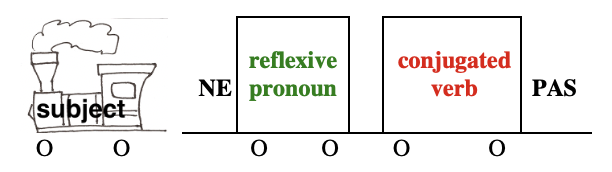 subject
NE
reflexive
pronoun
conjugated
verb
PAS
O O O O O O